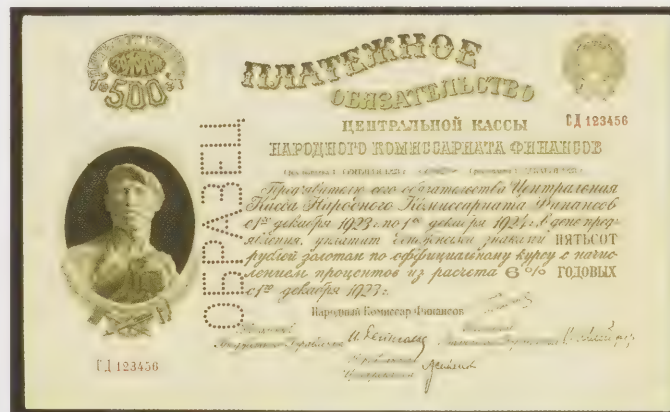 500
ПЛАТЕЖНОЕ
ОБЯЗАТЕЛЬСТВО
ЦЕНТРАЛЬНОЙ КАССЫ
СД 123456
НАРОДНОГО КОМИССАРИАТА ФИНАНСОВ
Предъявителю сего обязательства Центральная
Касса Народного Комиссариата Финансов
с 1го декабря 1923 г. по 1е декабря 1924 г., в день предъ-
явления, уплатит денежными знаками ПЯТЬСОТ
рублей золотом по оффициальному курсу с начис-
лением процентов из расчета 6% ГОДОВЫХ
с 1го декабря 1923 г.
Народный Комиссар Финансов
ОБРАЗЕЦ
СД 123456